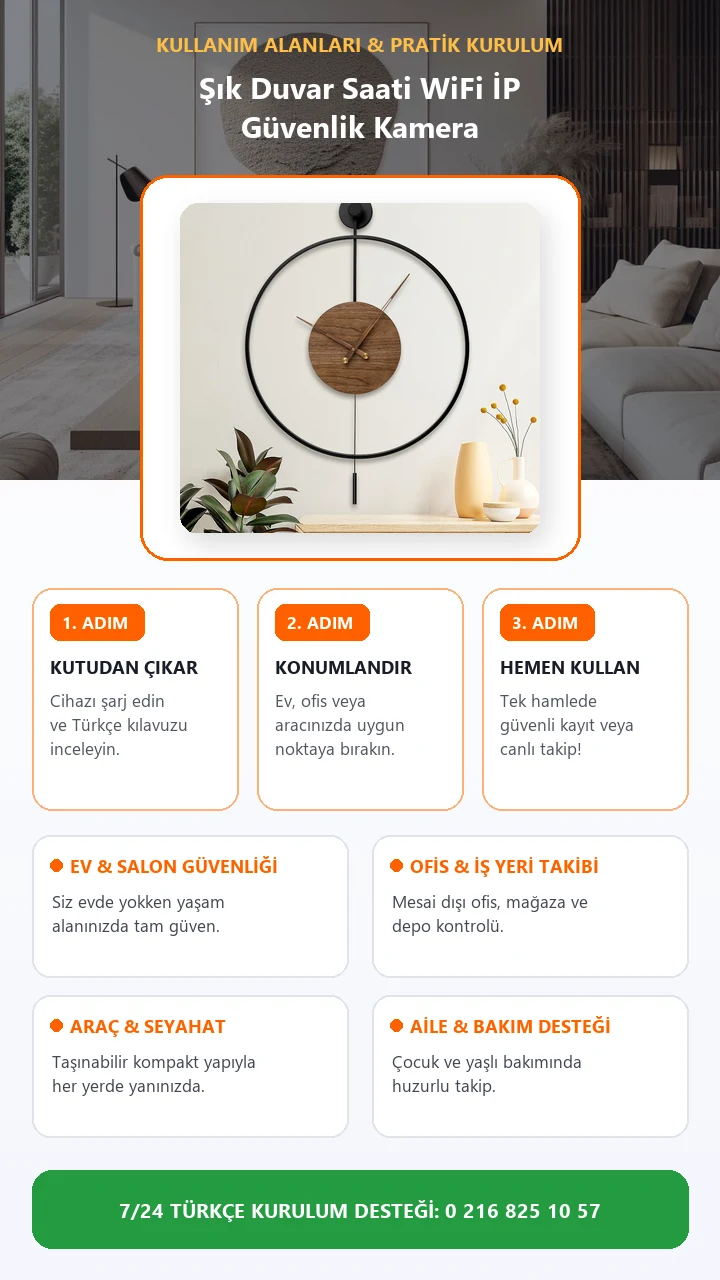 KULLANIM ALANLARI & PRATİK KURULUM
Şık Duvar Saati WiFi İP
Güvenlik Kamera
1. ADIM
KUTUDAN ÇIKAR
Cihazı şarj edin
ve Türkçe kılavuzu
inceleyin.
2. ADIM
KONUMLANDIR
Ev, ofis veya
aracınızda uygun
noktaya bırakın.
3. ADIM
HEMEN KULLAN
Tek hamlede
güvenli kayıt veya
canlı takip!
EV & SALON GÜVENLİĞİ
Siz evde yokken yaşam
alanınızda tam güven.
OFİS & İŞ YERİ TAKİBİ
Mesai dışı ofis, mağaza ve
depo kontrolü.
ARAÇ & SEYAHAT
Taşınabilir kompakt yapıyla
her yerde yanınızda.
AİLE & BAKIM DESTEĞİ
Çocuk ve yaşlı bakımında
huzurlu takip.
7/24 TÜRKÇE KURULUM DESTEĞİ: 0 216 825 10 57